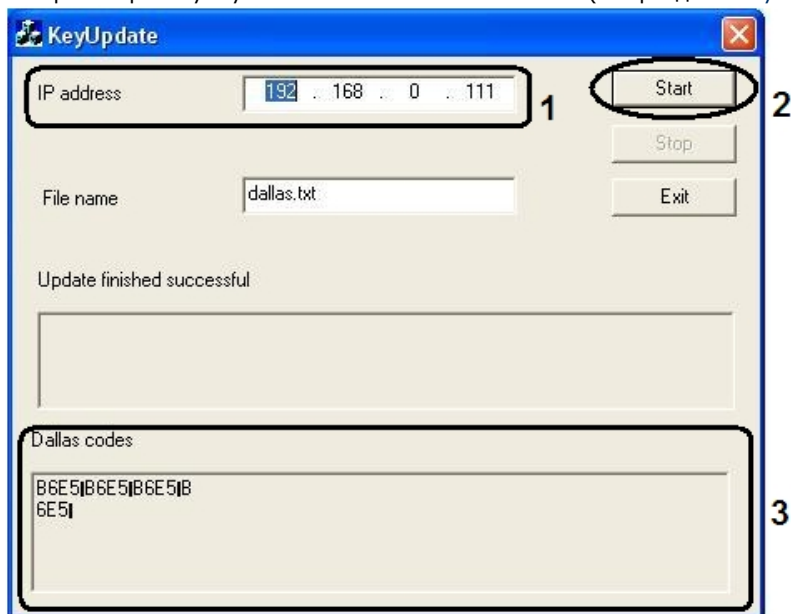 KeyUpdate
IP address 192 . 168 . 0 . 111
1
Start
2
Stop
File name dallas.txt
Exit
Update finished successful
Dallas codes
B6E5|B6E5|B6E5|B
6E5|
3